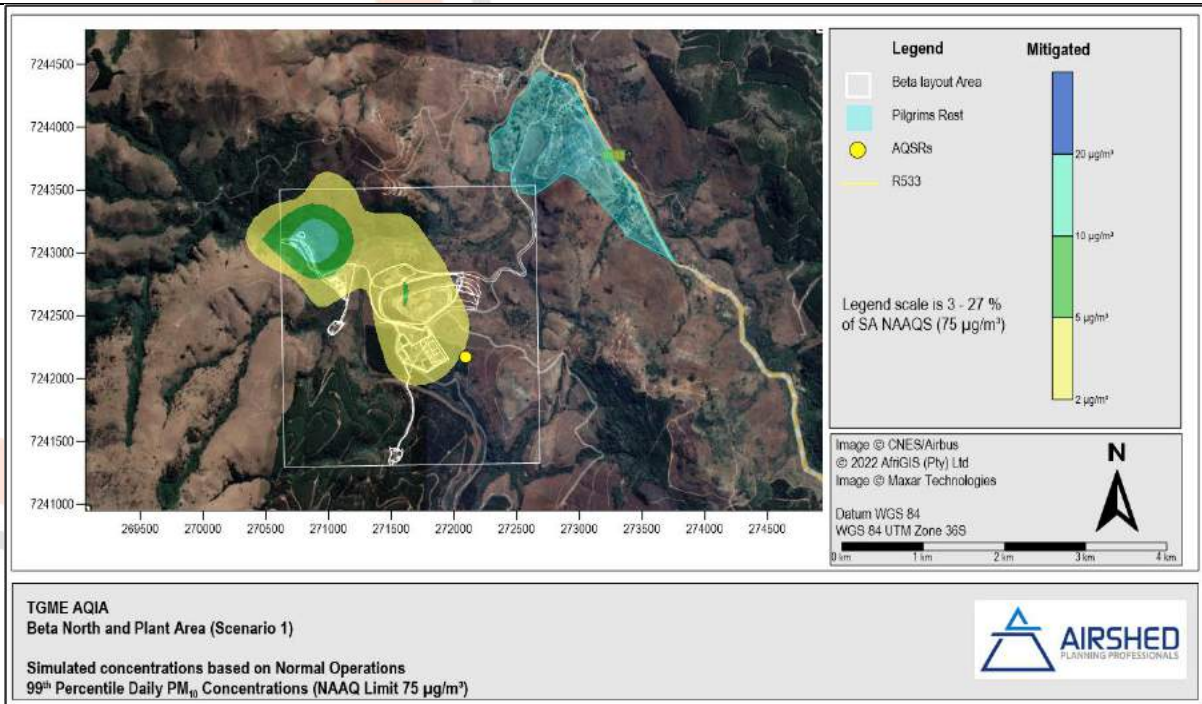 7244500
7244000
7243500
7243000
7242500
7242000
7241500
7241000
269500 270000 270500 271000 271500 272000 272500 273000 273500 274000 274500
Legend
Beta layout Area
Pilgrims Rest
AQSRs
R533
Mitigated
20 µg/m³
10 µg/m³
5 µg/m³
2 µg/m³
Legend scale is 3 - 27 %
of SA NAAQS (75 µg/m³)
Image © CNES/Airbus
© 2022 AfriGIS (Pty) Ltd
Image © Maxar Technologies
Datum WGS 84
WGS 84 UTM Zone 36S
N
0 km 1 km 2 km 3 km 4 km
TGME AQIA
Beta North and Plant Area (Scenario 1)
Simulated concentrations based on Normal Operations
99th Percentile Daily PM₁₀ Concentrations (NAAQ Limit 75 µg/m³)
AIRSHED
PLANNING PROFESSIONALS